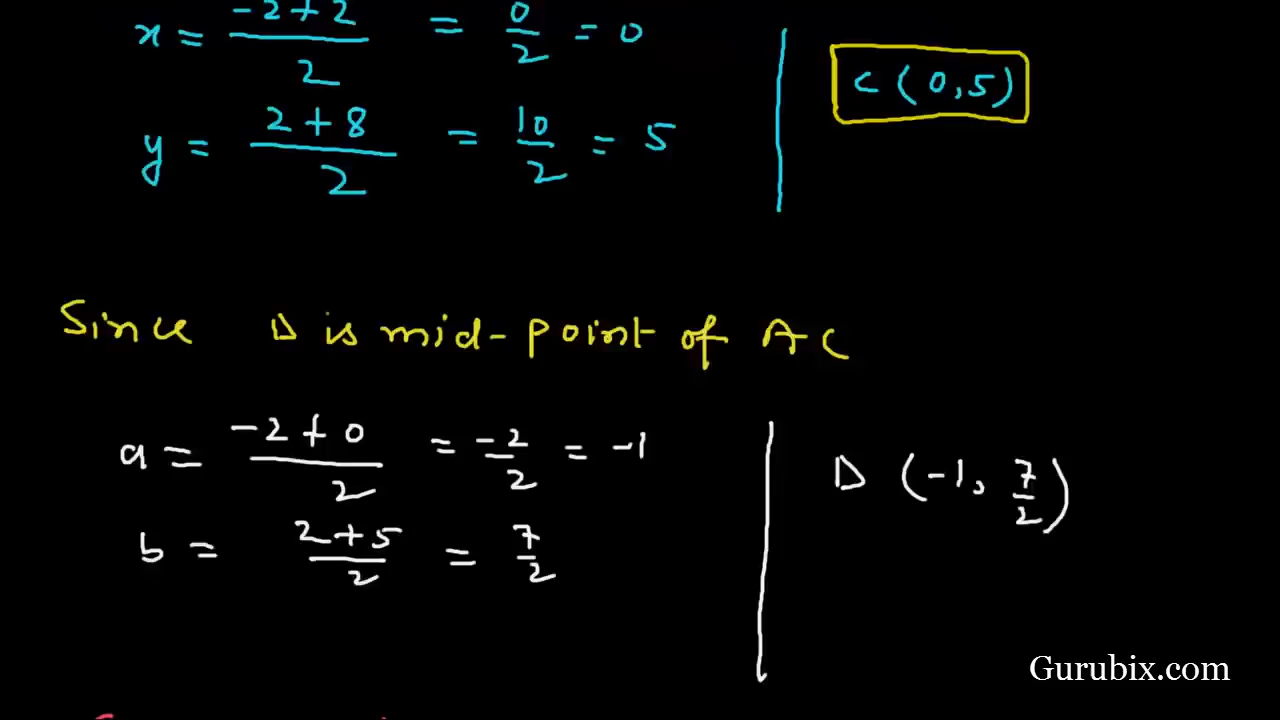 x = (-2+2)/2 = 0/2 = 0
C (0,5)
y = (2+8)/2 = 10/2 = 5
Since D is mid-point of AC
a = (-2+0)/2 = -2/2 = -1
D (-1, 7/2)
b = (2+5)/2 = 7/2
Gurubix.com